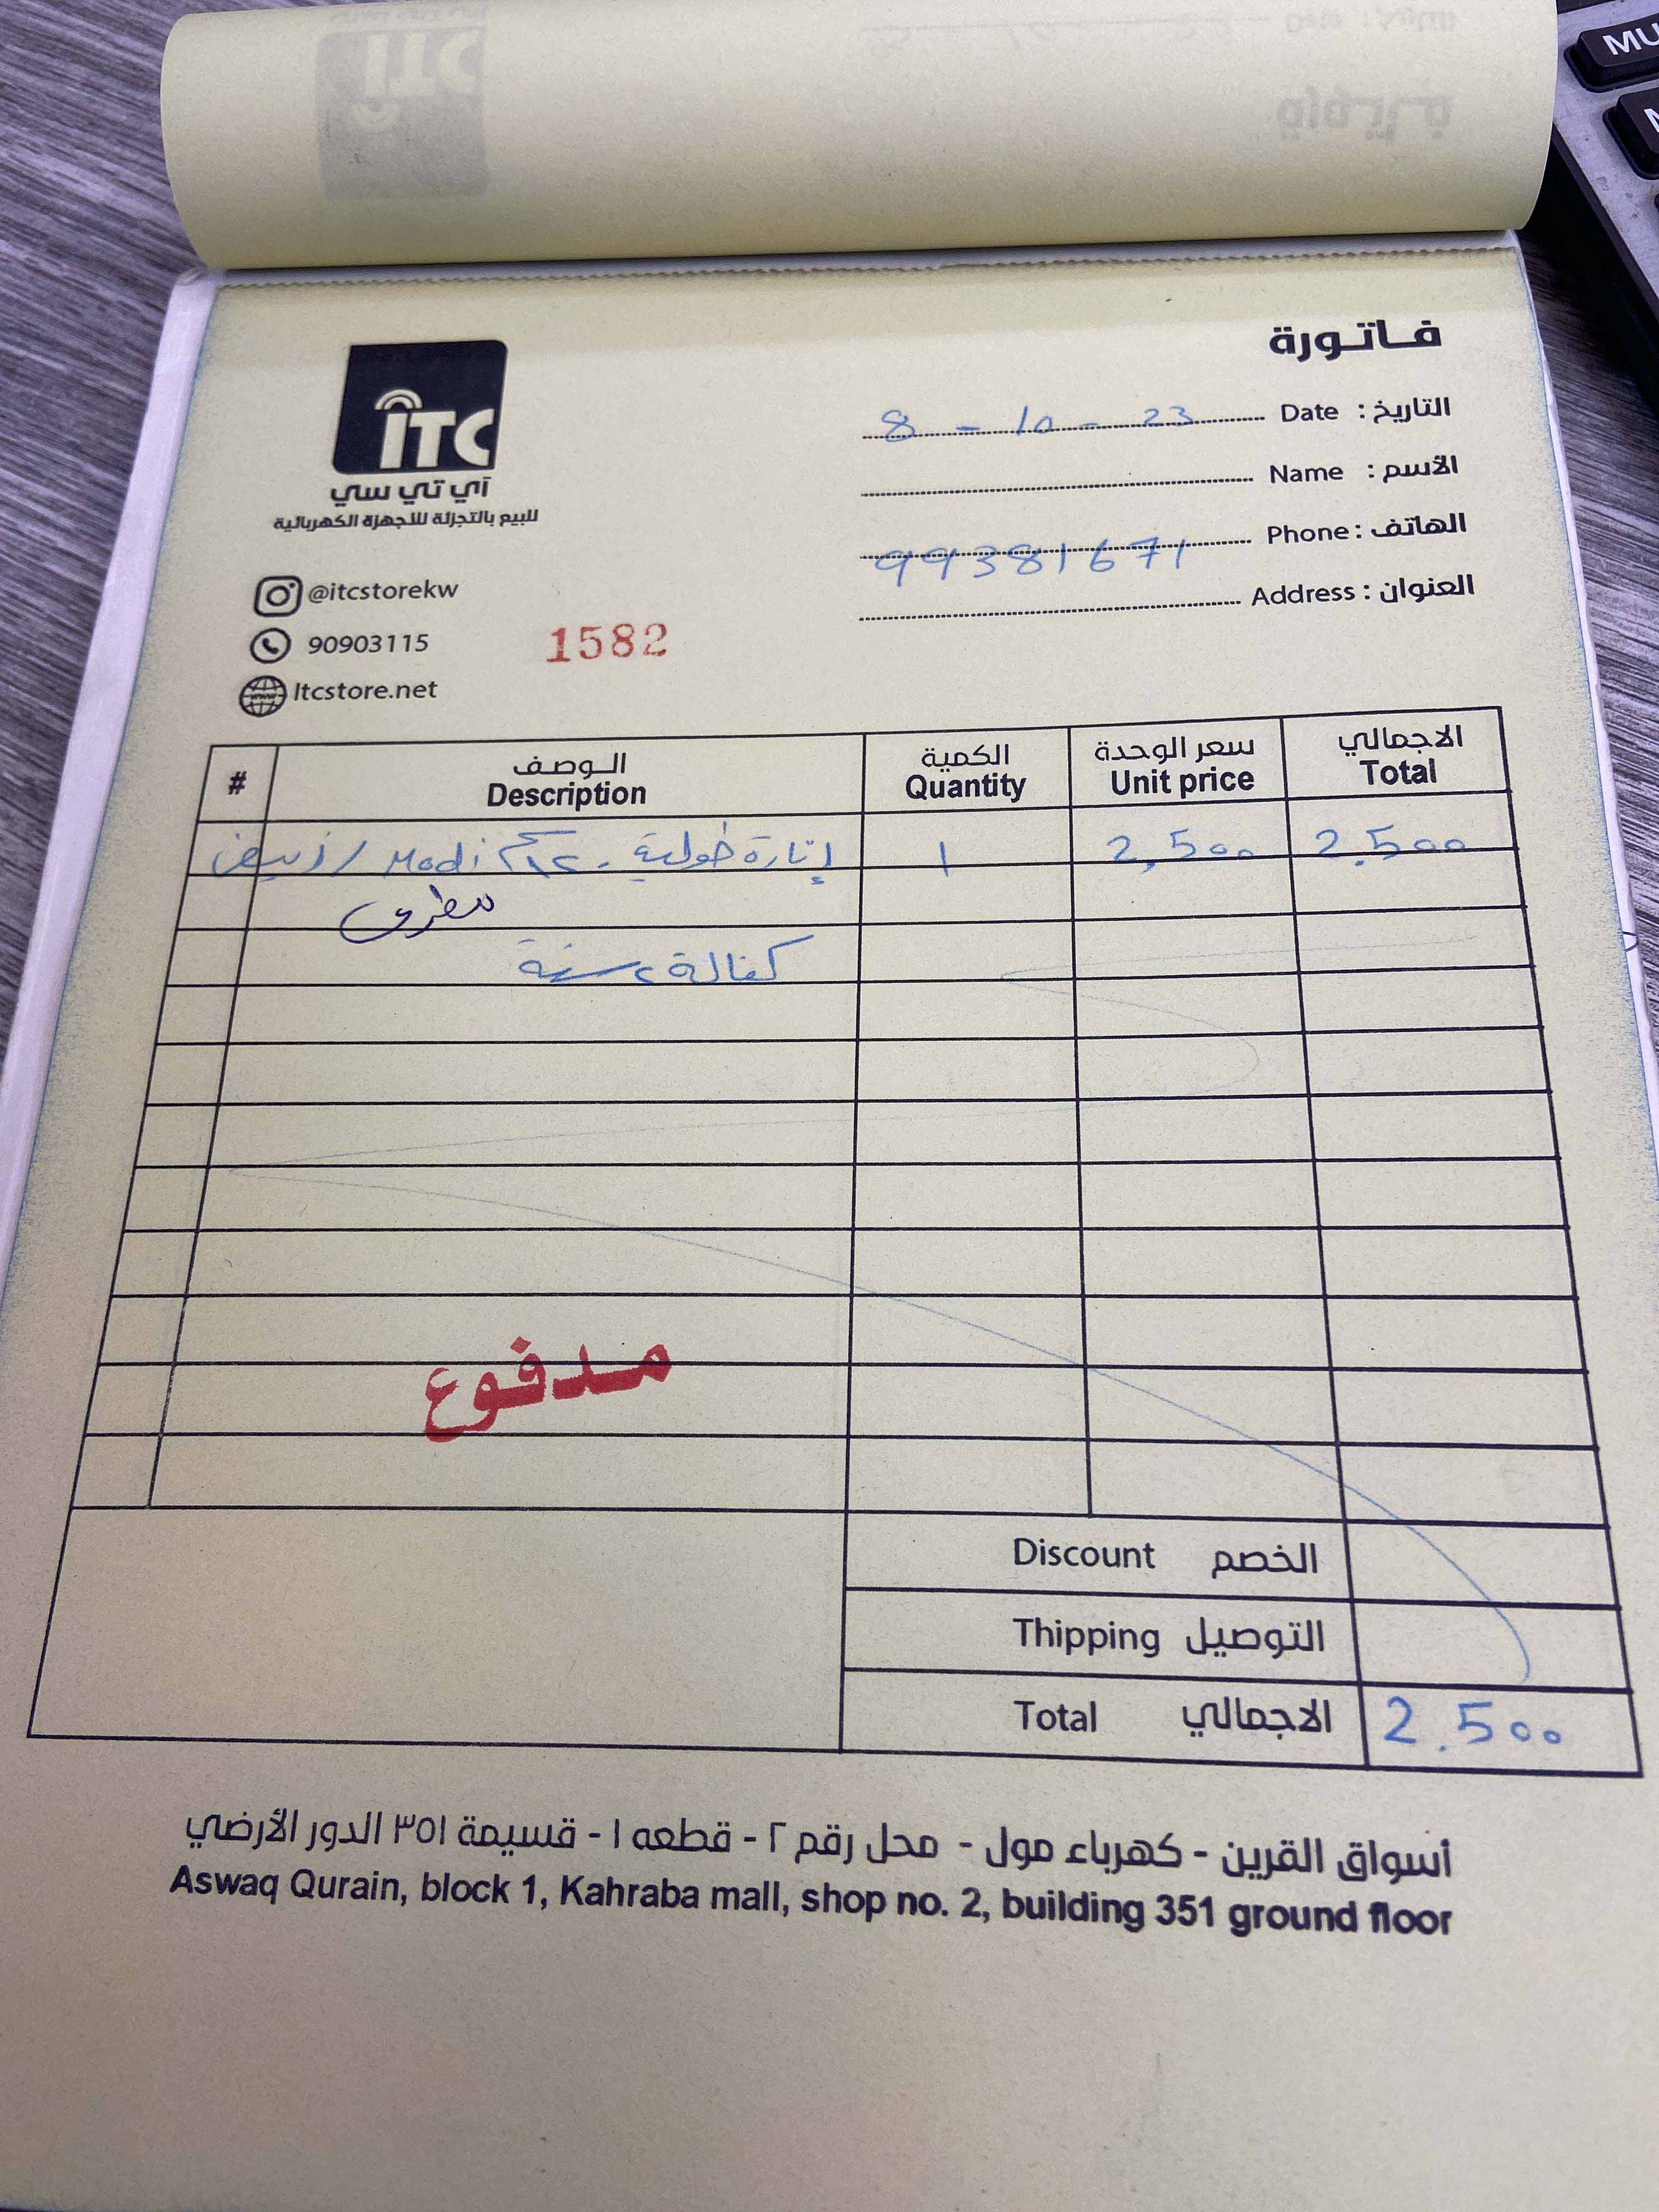 فاتورة
التاريخ : Date 8 - 10 - 23
الأسم : Name
الهاتف : Phone 99381671
العنوان : Address
ITC
آي تي سي
للبيع بالتجزئة للأجهزة الكهربائية
@itcstorekw
90903115
Itcstore.net
1582
# الوصف الكمية سعر الوحدة الاجمالي
Description Quantity Unit price Total
إنارة طولية - Modi / 1 2,500 2.500
كفالة ٢ سنة
مدفوع
Discount الخصم
Thipping التوصيل
Total الاجمالي 2.500
أسواق القرين - كهرباء مول - محل رقم ٢ - قطعه ١ - قسيمة ٣٥١ الدور الأرضي
Aswaq Qurain, block 1, Kahraba mall, shop no. 2, building 351 ground floor
MU